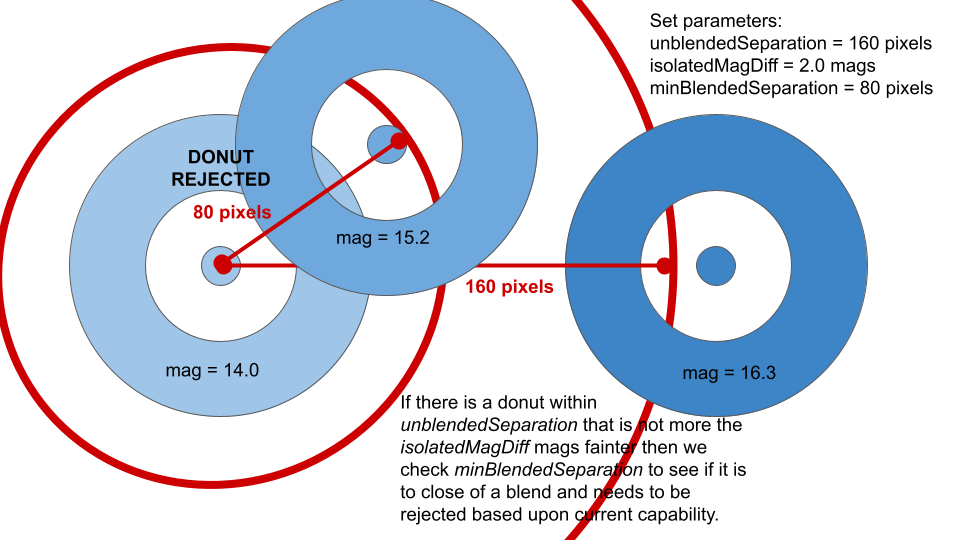 Set parameters:
unblendedSeparation = 160 pixels
isolatedMagDiff = 2.0 mags
minBlendedSeparation = 80 pixels
DONUT
REJECTED
80 pixels
mag = 15.2
160 pixels
mag = 14.0
mag = 16.3
If there is a donut within
unblendedSeparation that is not more the
isolatedMagDiff mags fainter then we
check minBlendedSeparation to see if it is
to close of a blend and needs to be
rejected based upon current capability.